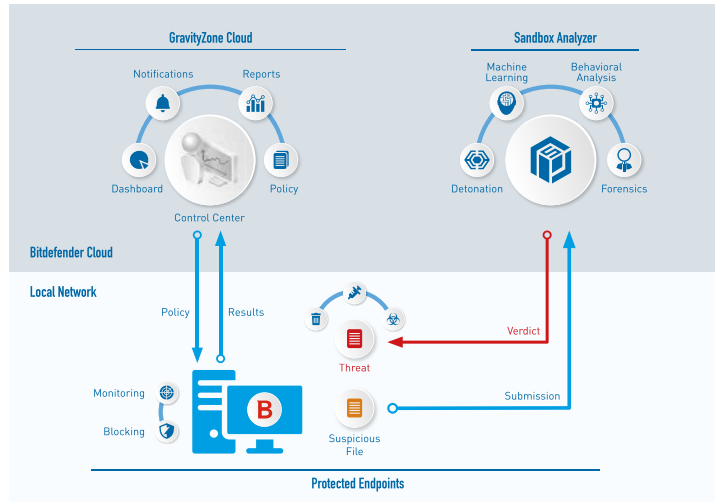 GravityZone Cloud
Sandbox Analyzer
Notifications
Reports
Machine
Learning
Behavioral
Analysis
Dashboard
Policy
Detonation
Forensics
Control Center
Bitdefender Cloud
Local Network
Policy
Results
Verdict
Threat
Monitoring
Submission
B
Blocking
Suspicious
File
Protected Endpoints